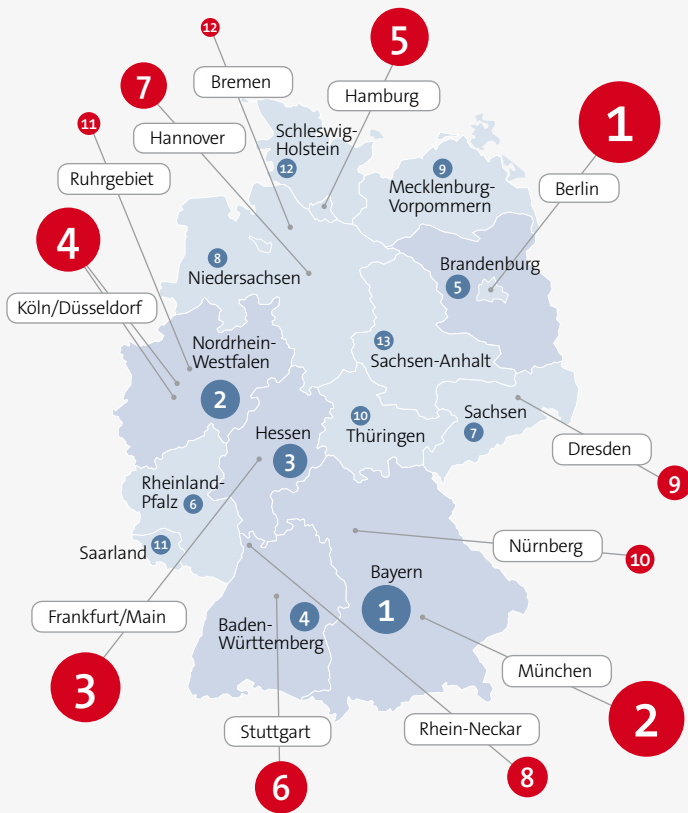 12
5
7
Bremen
Hamburg
1
11
Hannover
Schleswig-
Holstein
12
9
Mecklenburg-
Vorpommern
Ruhrgebiet
Berlin
4
8
Niedersachsen
Brandenburg
5
Köln/Düsseldorf
Nordrhein-
Westfalen
2
13
Sachsen-Anhalt
Hessen
3
10
Thüringen
Sachsen
7
Dresden
9
Rheinland-
Pfalz 6
Saarland 11
Nürnberg
10
Bayern
1
Frankfurt/Main
Baden-
Württemberg
4
3
München
2
Stuttgart
Rhein-Neckar
6
8